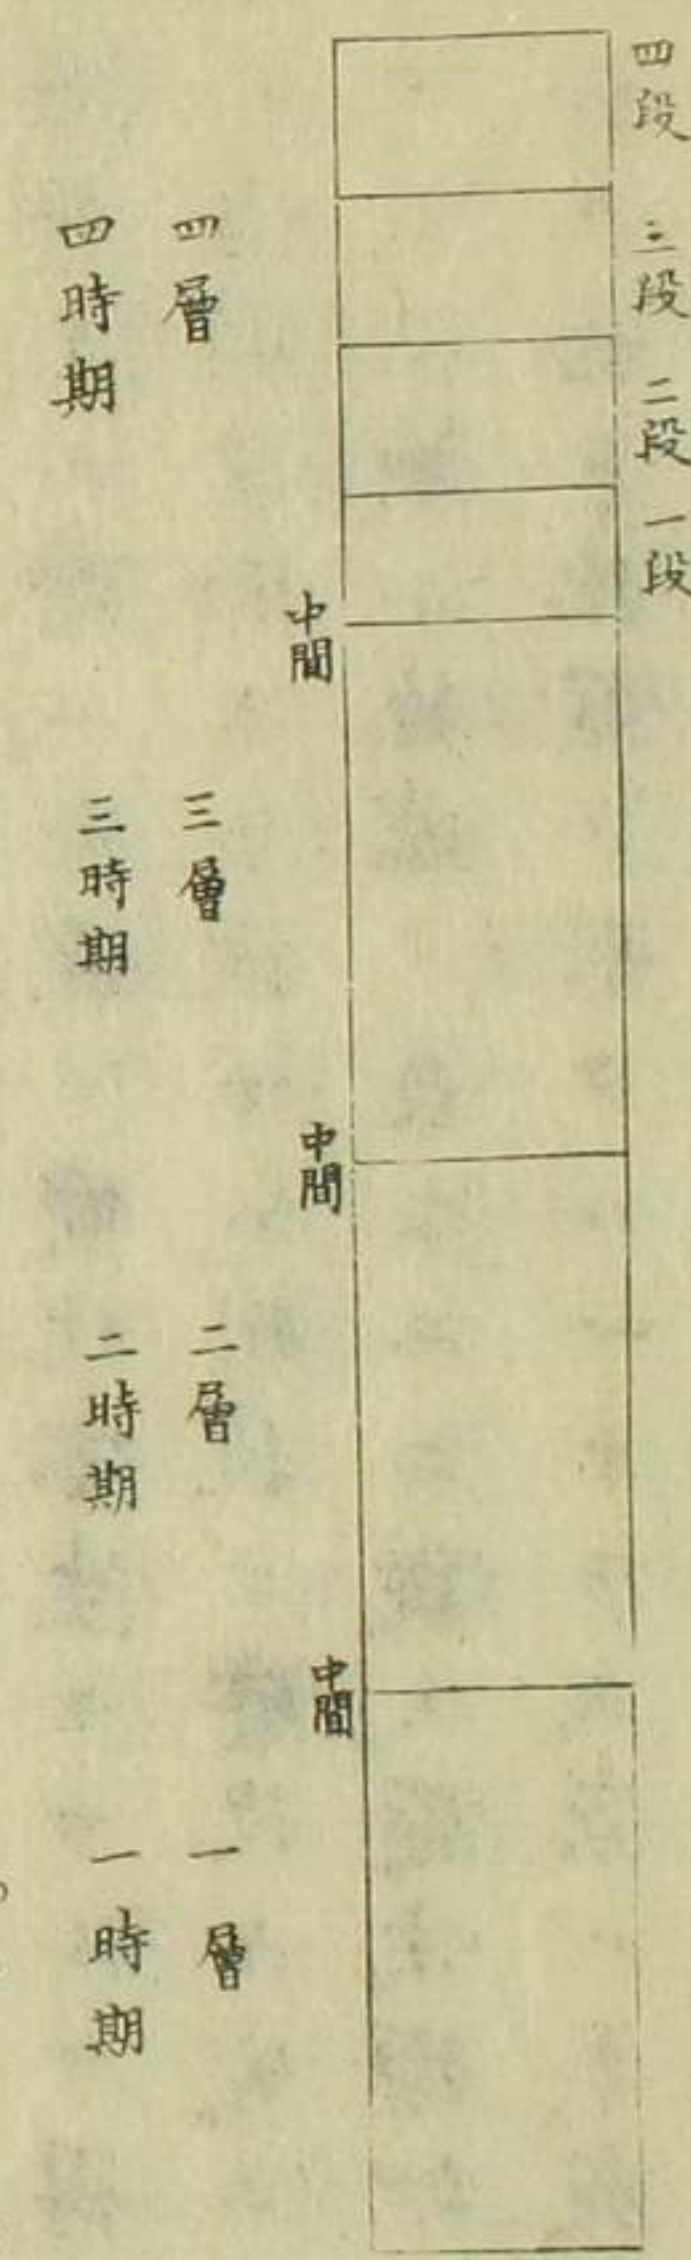 四段
三段
二段
一段
中間
中間
中間
四層
三層
二層
一層
四時期
三時期
二時期
一時期